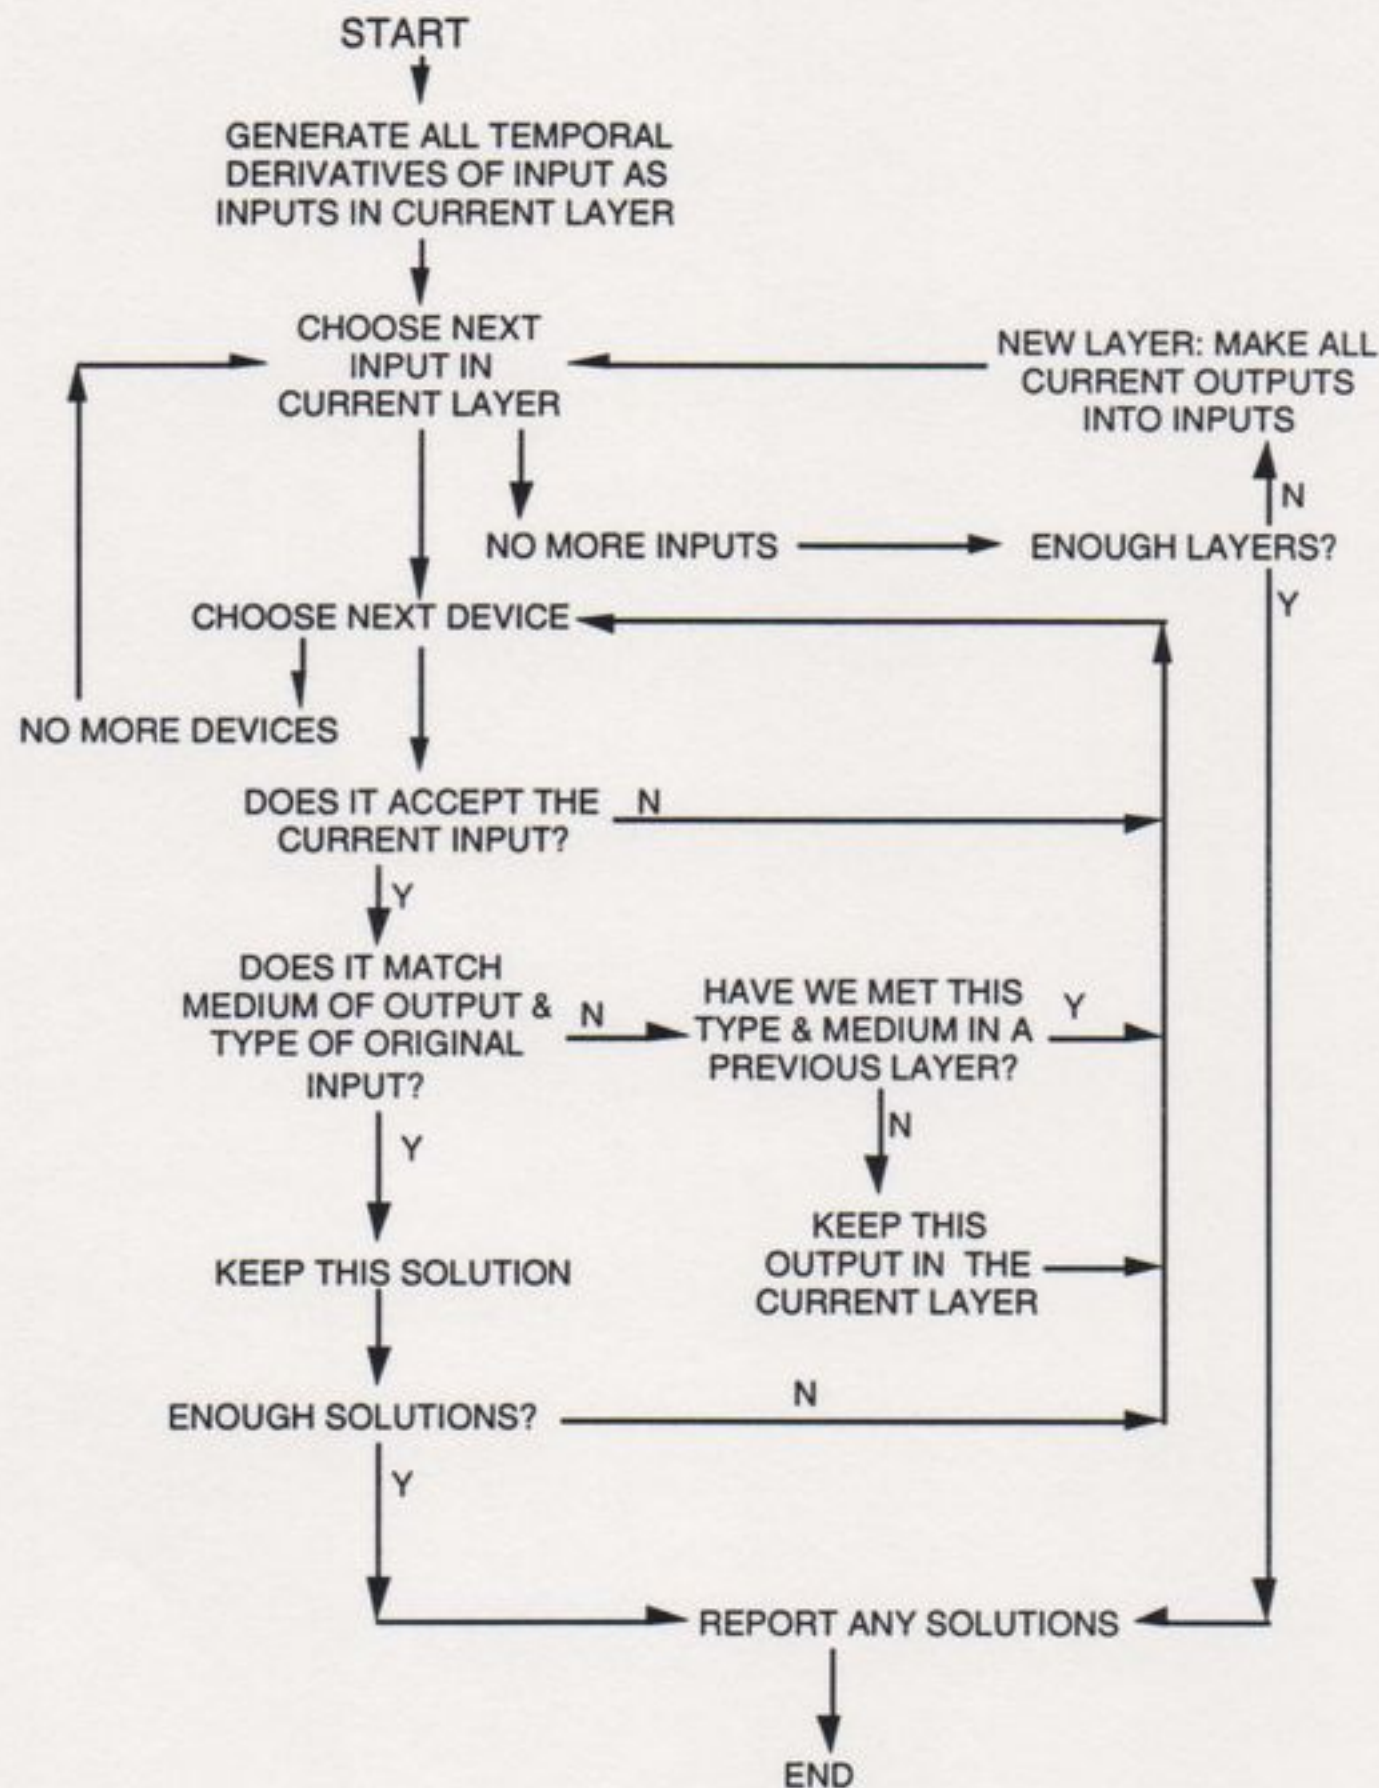 START
GENERATE ALL TEMPORAL
DERIVATIVES OF INPUT AS
INPUTS IN CURRENT LAYER
CHOOSE NEXT
INPUT IN
CURRENT LAYER
NEW LAYER: MAKE ALL
CURRENT OUTPUTS
INTO INPUTS
N
NO MORE INPUTS
ENOUGH LAYERS?
Y
CHOOSE NEXT DEVICE
NO MORE DEVICES
DOES IT ACCEPT THE
CURRENT INPUT?
N
Y
DOES IT MATCH
MEDIUM OF OUTPUT &
TYPE OF ORIGINAL
INPUT?
N
HAVE WE MET THIS
TYPE & MEDIUM IN A
PREVIOUS LAYER?
Y
N
Y
KEEP THIS
OUTPUT IN THE
CURRENT LAYER
KEEP THIS SOLUTION
ENOUGH SOLUTIONS?
N
Y
REPORT ANY SOLUTIONS
END